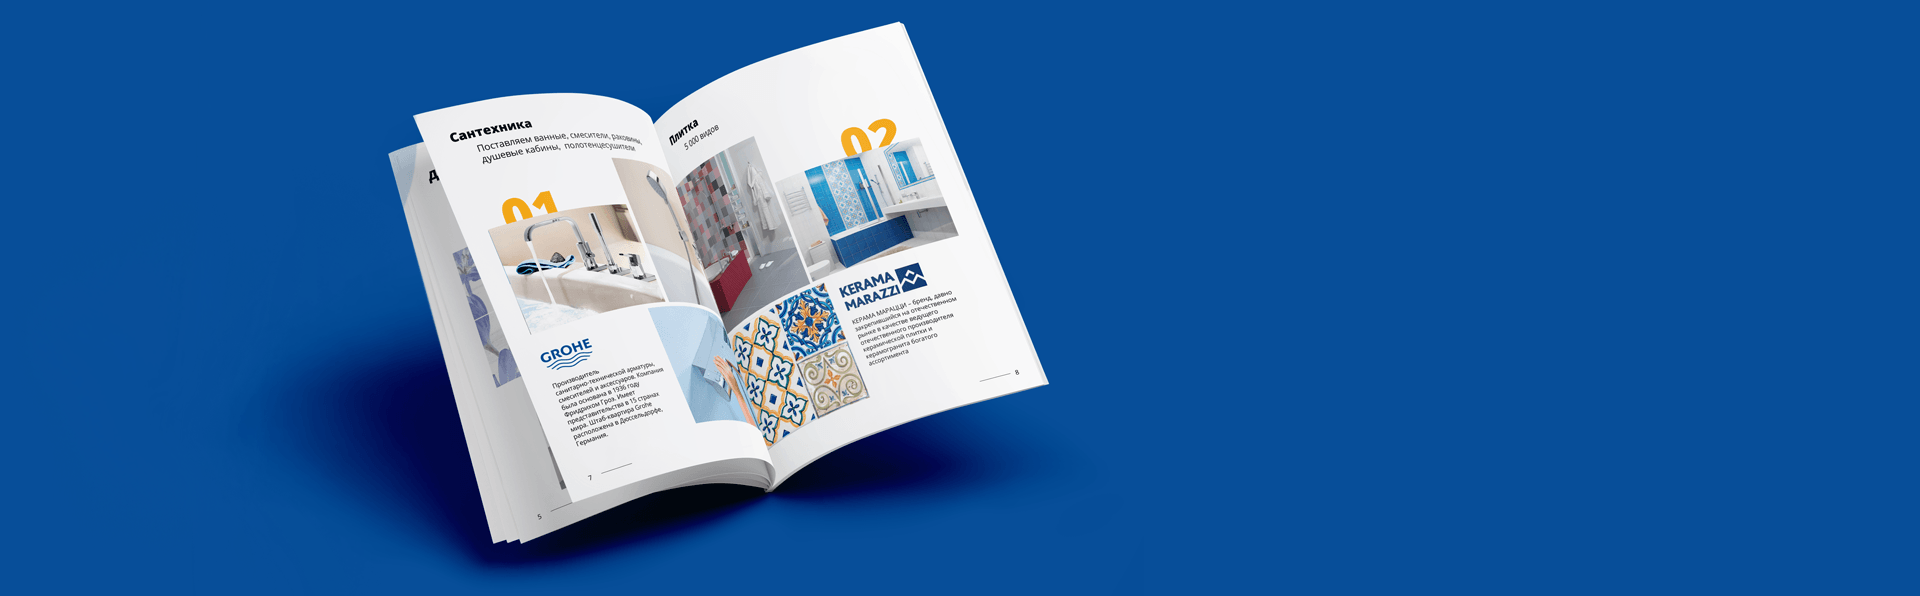 Сантехника
Поставляем ванные, смесители, раковины,
душевые кабины, полотенцесушители
01
GROHE
Производитель
санитарно-технической арматуры,
смесителей и аксессуаров. Компания
была основана в 1936 году
Фридрихом Гроэ. Имеет
представительства в 15 странах
мира. Штаб-квартира Grohe
расположена в Дюссельдорфе,
Германия.
7
5
Плитка
5 000 видов
02
KERAMA
MARAZZI
КЕРАМА МАРАЦЦИ – бренд, давно
закрепившийся на отечественном
рынке в качестве ведущего
отечественного производителя
керамической плитки и
керамогранита богатого
ассортимента
8